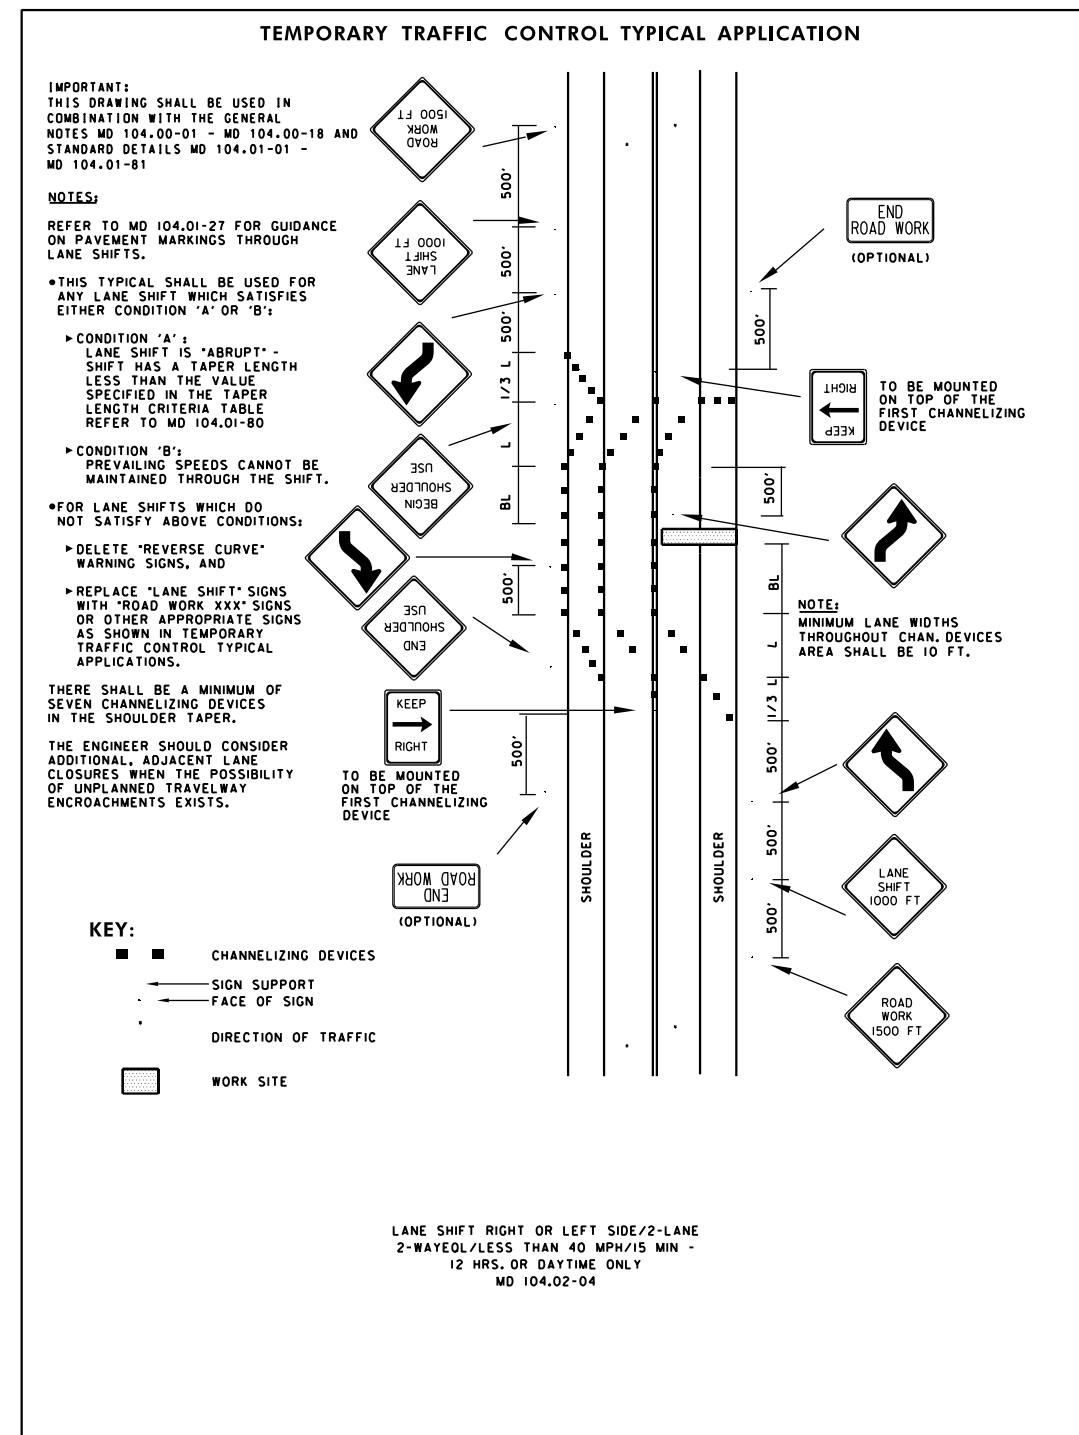 TEMPORARY TRAFFIC CONTROL TYPICAL APPLICATION
IMPORTANT:
THIS DRAWING SHALL BE USED IN
COMBINATION WITH THE GENERAL
NOTES MD 104.00-01 - MD 104.00-18 AND
STANDARD DETAILS MD 104.01-01 -
MD 104.01-81
NOTES:
REFER TO MD 104.01-27 FOR GUIDANCE
ON PAVEMENT MARKINGS THROUGH
LANE SHIFTS.
•THIS TYPICAL SHALL BE USED FOR
ANY LANE SHIFT WHICH SATISFIES
EITHER CONDITION 'A' OR 'B':
▸CONDITION 'A':
LANE SHIFT IS "ABRUPT" -
SHIFT HAS A TAPER LENGTH
LESS THAN THE VALUE
SPECIFIED IN THE TAPER
LENGTH CRITERIA TABLE
REFER TO MD 104.01-80
▸CONDITION 'B':
PREVAILING SPEEDS CANNOT BE
MAINTAINED THROUGH THE SHIFT.
•FOR LANE SHIFTS WHICH DO
NOT SATISFY ABOVE CONDITIONS:
▸DELETE "REVERSE CURVE"
WARNING SIGNS, AND
▸REPLACE "LANE SHIFT" SIGNS
WITH "ROAD WORK XXX" SIGNS
OR OTHER APPROPRIATE SIGNS
AS SHOWN IN TEMPORARY
TRAFFIC CONTROL TYPICAL
APPLICATIONS.
THERE SHALL BE A MINIMUM OF
SEVEN CHANNELIZING DEVICES
IN THE SHOULDER TAPER.
THE ENGINEER SHOULD CONSIDER
ADDITIONAL, ADJACENT LANE
CLOSURES WHEN THE POSSIBILITY
OF UNPLANNED TRAVELWAY
ENCROACHMENTS EXISTS.
ROAD
WORK
1500 FT
LANE
SHIFT
1000 FT
BEGIN
SHOULDER
USE
END
SHOULDER
USE
KEEP
RIGHT
TO BE MOUNTED
ON TOP OF THE
FIRST CHANNELIZING
DEVICE
END
ROAD WORK
(OPTIONAL)
500'
500'
500'
1/3 L
L
BL
500'
500'
SHOULDER
SHOULDER
END
ROAD WORK
(OPTIONAL)
500'
KEEP
RIGHT
TO BE MOUNTED
ON TOP OF THE
FIRST CHANNELIZING
DEVICE
500'
BL
L
1/3 L
500'
500'
500'
NOTE:
MINIMUM LANE WIDTHS
THROUGHOUT CHAN. DEVICES
AREA SHALL BE 10 FT.
LANE
SHIFT
1000 FT
ROAD
WORK
1500 FT
KEY:
CHANNELIZING DEVICES
SIGN SUPPORT
FACE OF SIGN
DIRECTION OF TRAFFIC
WORK SITE
LANE SHIFT RIGHT OR LEFT SIDE/2-LANE
2-WAYEOL/LESS THAN 40 MPH/15 MIN -
12 HRS. OR DAYTIME ONLY
MD 104.02-04